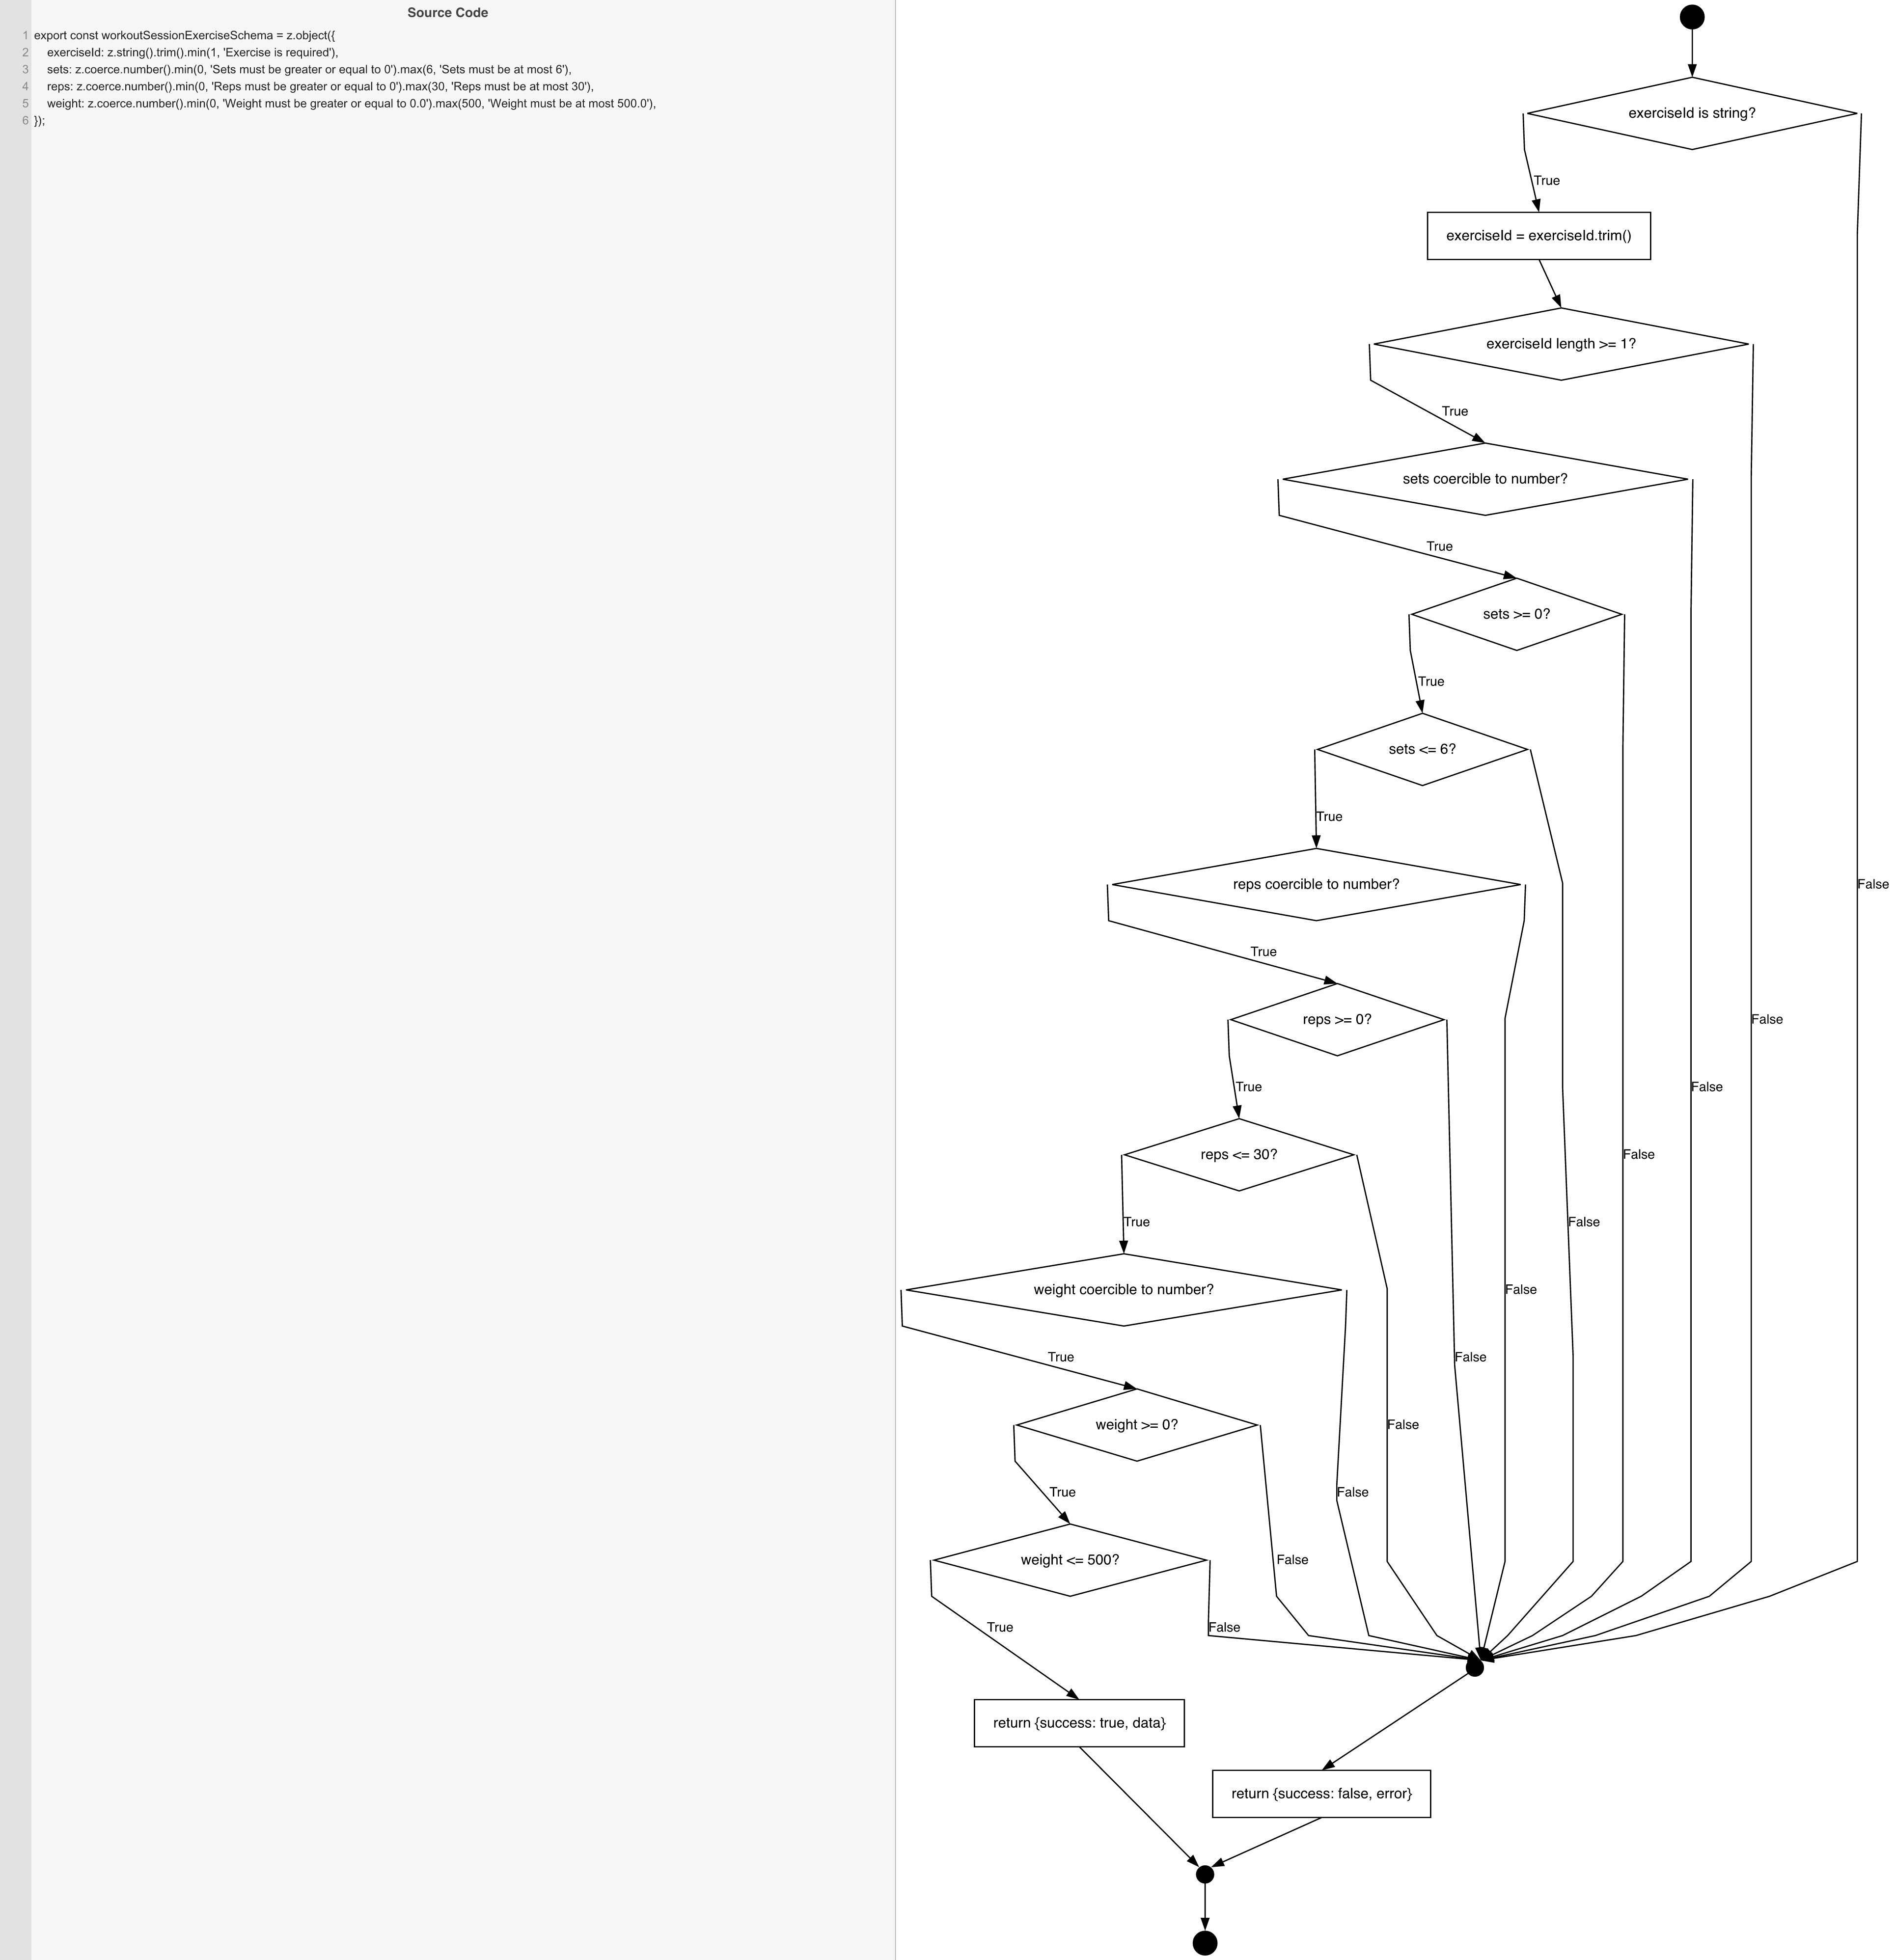 Source Code
1 export const workoutSessionExerciseSchema = z.object({
2 exerciseId: z.string().trim().min(1, 'Exercise is required'),
3 sets: z.coerce.number().min(0, 'Sets must be greater or equal to 0').max(6, 'Sets must be at most 6'),
4 reps: z.coerce.number().min(0, 'Reps must be greater or equal to 0').max(30, 'Reps must be at most 30'),
5 weight: z.coerce.number().min(0, 'Weight must be greater or equal to 0.0').max(500, 'Weight must be at most 500.0'),
6 });
exerciseId is string?
True
exerciseId = exerciseId.trim()
exerciseId length >= 1?
True
sets coercible to number?
True
sets >= 0?
True
sets <= 6?
True
reps coercible to number?
False
True
reps >= 0?
False
True
False
reps <= 30?
False
True
False
weight coercible to number?
False
True
False
weight >= 0?
False
True
False
weight <= 500?
False
True
False
return {success: true, data}
return {success: false, error}